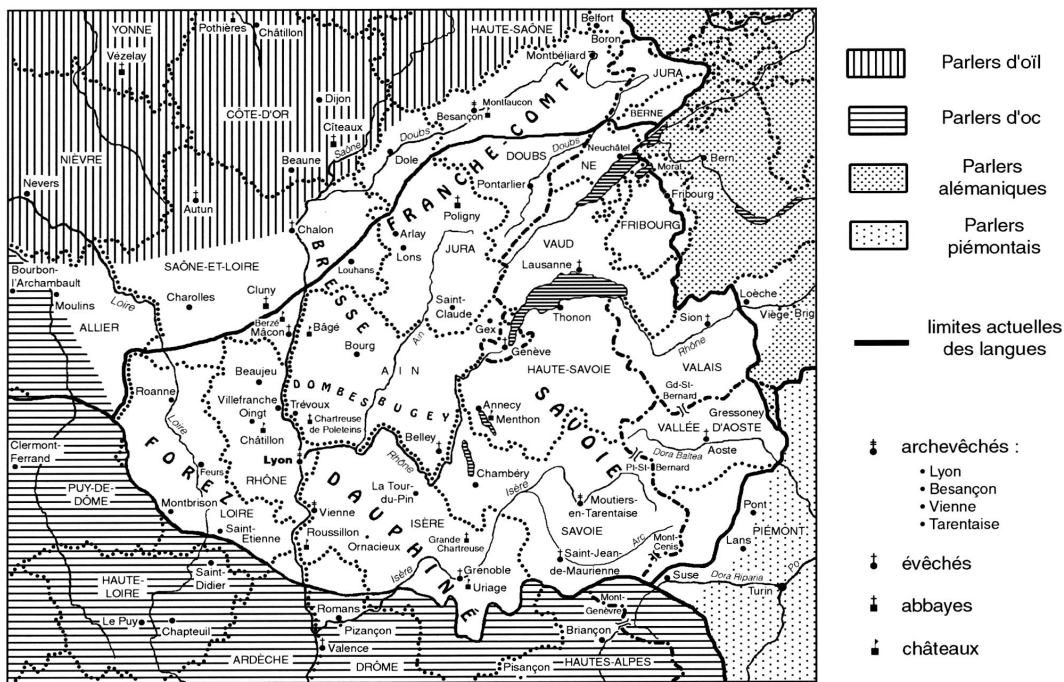 YONNE
Pothières
Châtillon
Vézelay
HAUTE-SAÔNE
Belfort
Boron
Montbéliard
JURA
Dijon
CÔTE-D'OR
Cîteaux
Besançon
Montfaucon
BERNE
NIÈVRE
Beaune
Saône
Doubs
Dole
FRANCHE-COMTÉ
DOUBS
Doubs
Neuchâtel
NE
Morat
Bern
Nevers
Autun
Pontarlier
Fribourg
Poligny
Chalon
Arlay
Lons
JURA
VAUD
FRIBOURG
BRESSE
Lausanne
SAÔNE-ET-LOIRE
Louhans
Bourbon-
l'Archambault
Moulins
Loire
Charolles
Cluny
Saint-
Claude
Thonon
Loèche
Viège
Brig
ALLIER
Berzé
Mâcon
Bâgé
Ain
Gex
Sion
Bourg
Genève
Rhône
AIN
HAUTE-SAVOIE
VALAIS
Beaujeu
Roanne
DOMBES
BUGEY
SAVOIE
Gd-St-
Bernard
Villefranche
Oingt
Trévoux
Annecy
Menthon
Gressoney
Châtillon
Chartreuse
de Poleteins
VALLÉE
D'AOSTE
Loire
Belley
Aoste
Clermont-
Ferrand
FOREZ
Lyon
Rhône
Dora Baltea
Pt-St-Bernard
Feurs
RHÔNE
DAUPHINÉ
Chambéry
PUY-DE-
DÔME
La Tour-
du-Pin
Isère
Montbrison
LOIRE
Vienne
Moutiers-
en-Tarentaise
Pont
Saint-
Etienne
Roussillon
ISÈRE
SAVOIE
PIÉMONT
Ornacieux
Grande
Chartreuse
Arc
Mont-
Cenis
Lans
HAUTE-
LOIRE
Saint-
Didier
Isère
Grenoble
Saint-Jean-
de-Maurienne
Uriage
Suse
Dora Riparia
Po
Turin
Romans
Mont-
Genèvre
Le Puy
Chapteuil
Pizançon
Briançon
Valence
ARDÈCHE
DRÔME
Pisançon
HAUTES-ALPES
Parlers d'oïl
Parlers d'oc
Parlers
alémaniques
Parlers
piémontais
limites actuelles
des langues
archevêchés :
• Lyon
• Besançon
• Vienne
• Tarentaise
évêchés
abbayes
châteaux